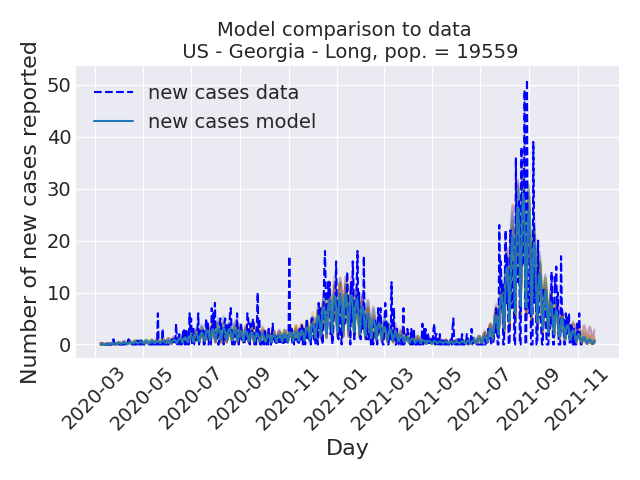 Model comparison to data
US - Georgia - Long, pop. = 19559
Number of new cases reported
50
40
30
20
10
0
new cases data
new cases model
2020-03
2020-05
2020-07
2020-09
2020-11
2021-01
2021-03
2021-05
2021-07
2021-09
2021-11
Day